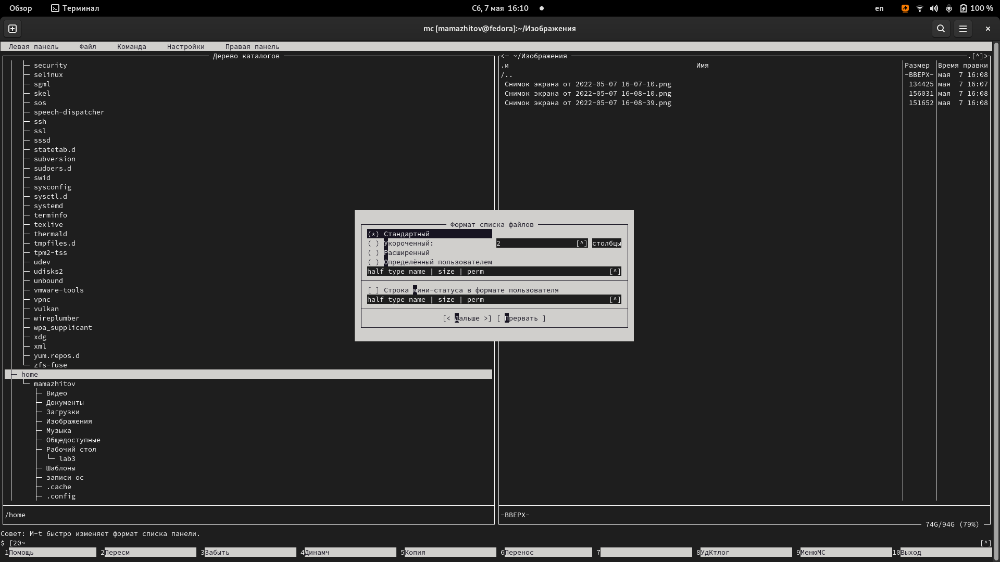 Обзор Терминал Сб, 7 мая 16:10 en 100 %
mc [mamazhitov@fedora]:~/Изображения
Левая панель Файл Команда Настройки Правая панель
Дерево каталогов
security
selinux
sgml
skel
sos
speech-dispatcher
ssh
ssl
sssd
statetab.d
subversion
sudoers.d
swid
sysconfig
sysctl.d
systemd
terminfo
texlive
thermald
tmpfiles.d
tpm2-tss
udev
udisks2
unbound
vmware-tools
vpnc
vulkan
wireplumber
wpa_supplicant
xdg
xml
yum.repos.d
zfs-fuse
home
mamazhitov
Видео
Документы
Загрузки
Изображения
Музыка
Общедоступные
Рабочий стол
lab3
Шаблоны
записи ос
.cache
.config
/home
<— ~/Изображения .[^]>
.и Имя Размер Время правки
/.. -ВВЕРХ- мая 7 16:08
Снимок экрана от 2022-05-07 16-07-10.png 134425 мая 7 16:07
Снимок экрана от 2022-05-07 16-08-10.png 156031 мая 7 16:08
Снимок экрана от 2022-05-07 16-08-39.png 151652 мая 7 16:08
-ВВЕРХ-
74G/94G (79%)
Формат списка файлов
(*) Стандартный
( ) Укороченный: 2 [^] столбцы
( ) Расширенный
( ) Определённый пользователем
half type name | size | perm [^]
[ ] Строка мини-статуса в формате пользователя
half type name | size | perm [^]
[< Дальше >] [ Прервать ]
Совет: M-t быстро изменяет формат списка панели.
$ [20~ [^]
1Помощь 2Пересм 3Забыть 4Динамч 5Копия 6Перенос 7 8УдКтлог 9МенюМС 10Выход